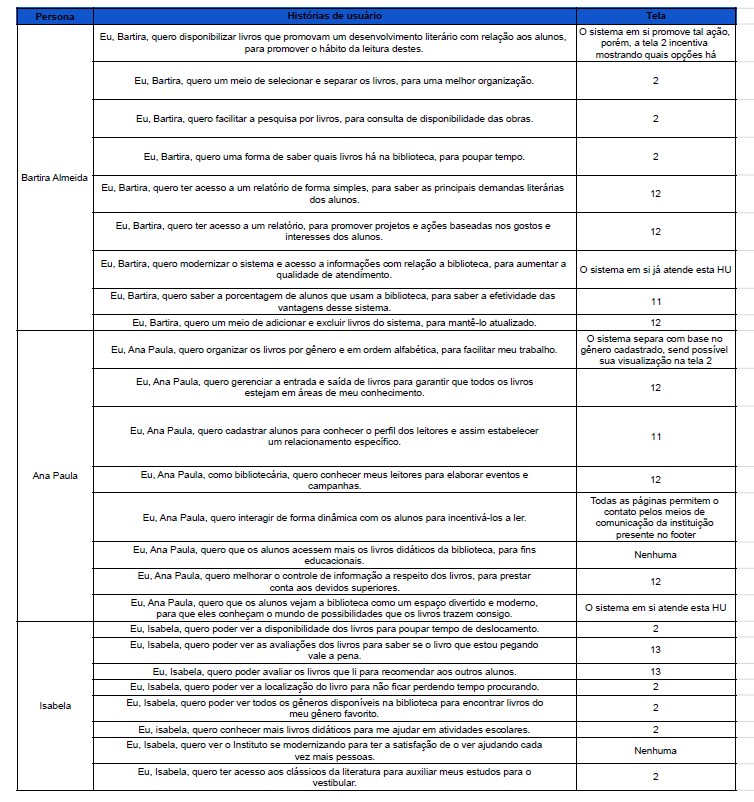 Persona Histórias de usuário Tela
Eu, Bartira, quero disponibilizar livros que promovam um desenvolvimento literário com relação aos alunos,
para promover o hábito da leitura destes.
O sistema em si promove tal ação,
porém, a tela 2 incentiva
mostrando quais opções há
Eu, Bartira, quero um meio de selecionar e separar os livros, para uma melhor organização.
2
Eu, Bartira, quero facilitar a pesquisa por livros, para consulta de disponibilidade das obras.
2
Eu, Bartira, quero uma forma de saber quais livros há na biblioteca, para poupar tempo.
2
Bartira Almeida
Eu, Bartira, quero ter acesso a um relatório de forma simples, para saber as principais demandas literárias
dos alunos.
12
Eu, Bartira, quero ter acesso a um relatório, para promover projetos e ações baseadas nos gostos e
interesses dos alunos.
12
Eu, Bartira, quero modernizar o sistema e acesso a informações com relação a biblioteca, para aumentar a
qualidade de atendimento.
O sistema em si já atende esta HU
Eu, Bartira, quero saber a porcentagem de alunos que usam a biblioteca, para saber a efetividade das
vantagens desse sistema.
11
Eu, Bartira, quero um meio de adicionar e excluir livros do sistema, para mantê-lo atualizado.
12
Eu, Ana Paula, quero organizar os livros por gênero e em ordem alfabética, para facilitar meu trabalho.
O sistema separa com base no
gênero cadastrado, send possível
sua visualização na tela 2
Eu, Ana Paula, quero gerenciar a entrada e saída de livros para garantir que todos os livros
estejam em áreas de meu conhecimento.
12
Eu, Ana Paula, quero cadastrar alunos para conhecer o perfil dos leitores e assim estabelecer
um relacionamento específico.
11
Ana Paula
Eu, Ana Paula, como bibliotecária, quero conhecer meus leitores para elaborar eventos e
campanhas.
12
Eu, Ana Paula, quero interagir de forma dinâmica com os alunos para incentivá-los a ler.
Todas as páginas permitem o
contato pelos meios de
comunicação da instituição
presente no footer
Eu, Ana Paula, quero que os alunos acessem mais os livros didáticos da biblioteca, para fins
educacionais.
Nenhuma
Eu, Ana Paula, quero melhorar o controle de informação a respeito dos livros, para prestar
conta aos devidos superiores.
12
Eu, Ana Paula, quero que os alunos vejam a biblioteca como um espaço divertido e moderno,
para que eles conheçam o mundo de possibilidades que os livros trazem consigo.
O sistema em si atende esta HU
Eu, Isabela, quero poder ver a disponibilidade dos livros para poupar tempo de deslocamento.
2
Eu, Isabela, quero poder ver as avaliações dos livros para saber se o livro que estou pegando
vale a pena.
13
Eu, Isabela, quero poder avaliar os livros que li para recomendar aos outros alunos.
13
Eu, Isabela, quero poder ver a localização do livro para não ficar perdendo tempo procurando.
2
Isabela
Eu, Isabela, quero poder ver todos os gêneros disponíveis na biblioteca para encontrar livros do
meu gênero favorito.
2
Eu, isabela, quero conhecer mais livros didáticos para me ajudar em atividades escolares.
2
Eu, Isabela, quero ver o Instituto se modernizando para ter a satisfação de o ver ajudando cada
vez mais pessoas.
Nenhuma
Eu, Isabela, quero ter acesso aos clássicos da literatura para auxiliar meus estudos para o
vestibular.
2